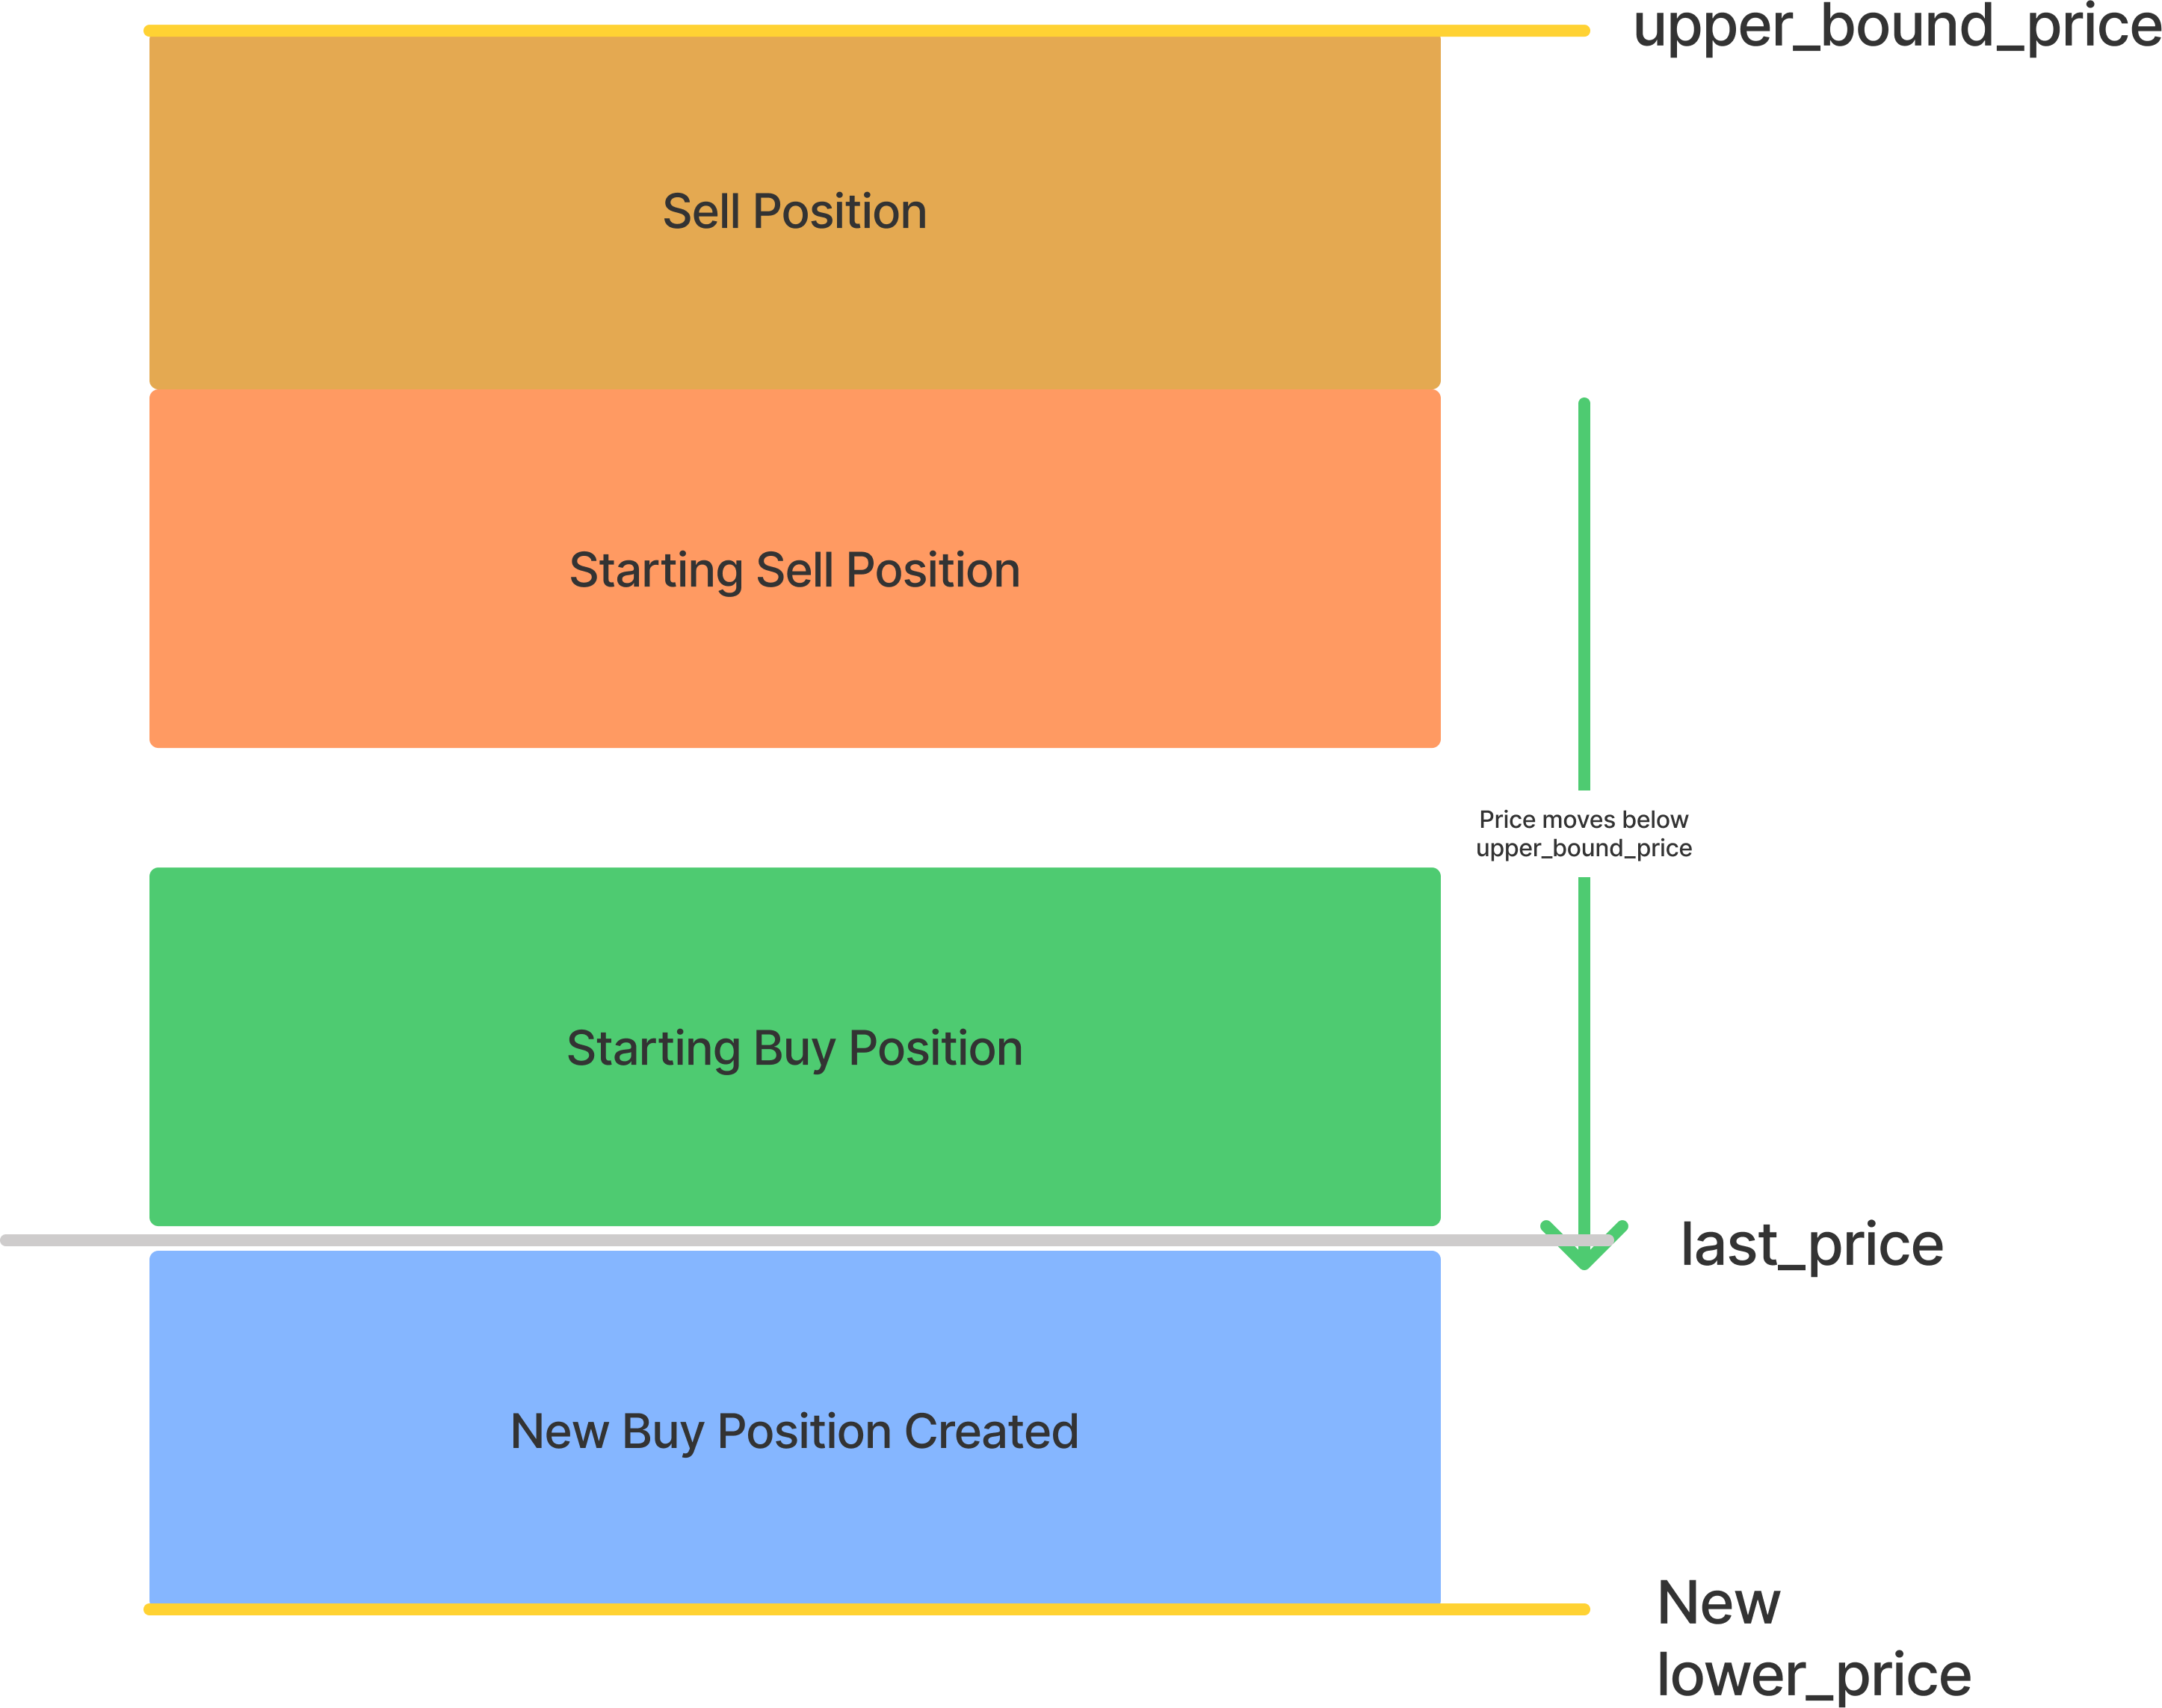 upper_bound_price
Sell Position
Starting Sell Position
Price moves below
upper_bound_price
Starting Buy Position
last_price
New Buy Position Created
New
lower_price